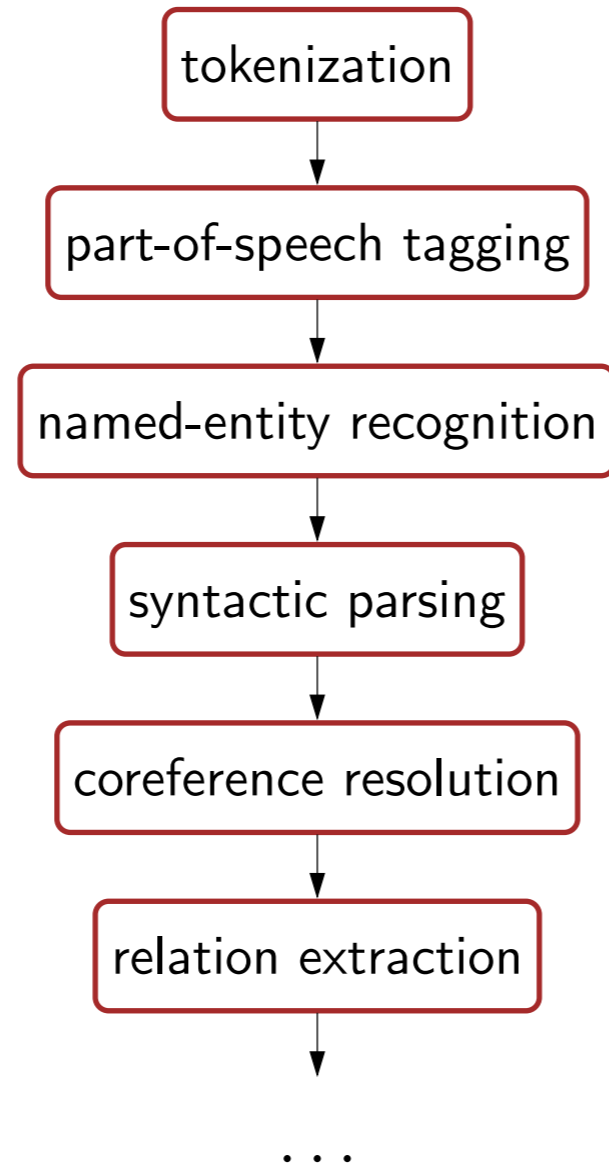 tokenization
part-of-speech tagging
named-entity recognition
syntactic parsing
coreference resolution
relation extraction
...